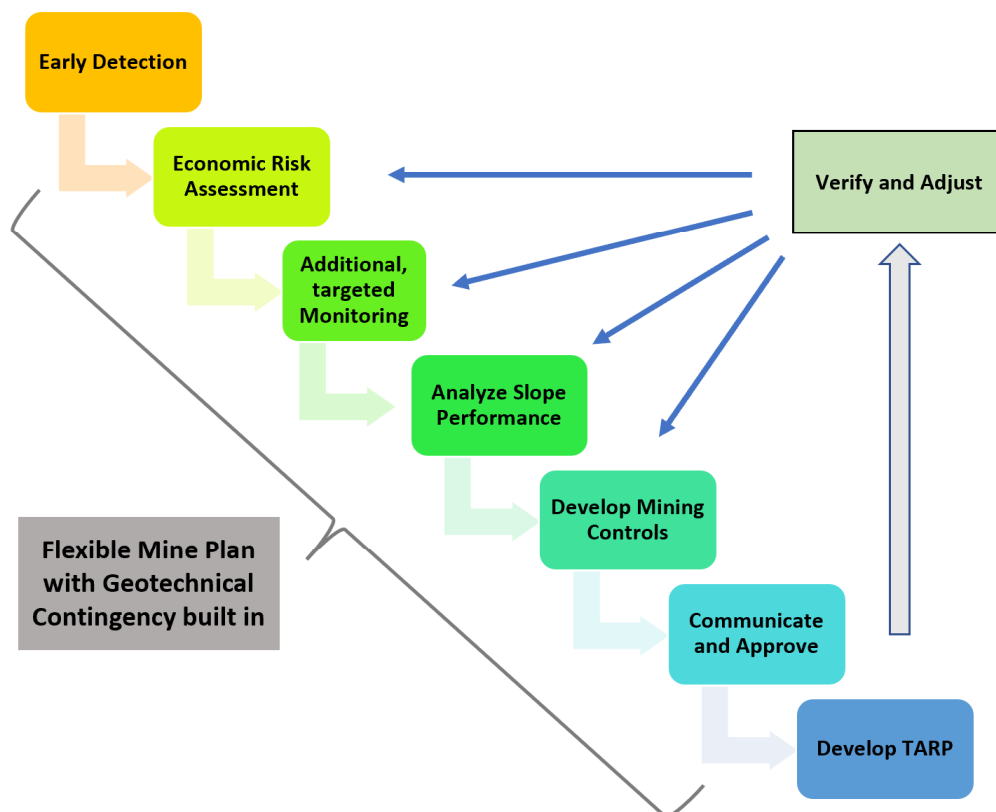 Early Detection
Economic Risk
Assessment
Verify and Adjust
Additional,
targeted
Monitoring
Analyze Slope
Performance
Develop Mining
Controls
Flexible Mine Plan
with Geotechnical
Contingency built in
Communicate
and Approve
Develop TARP